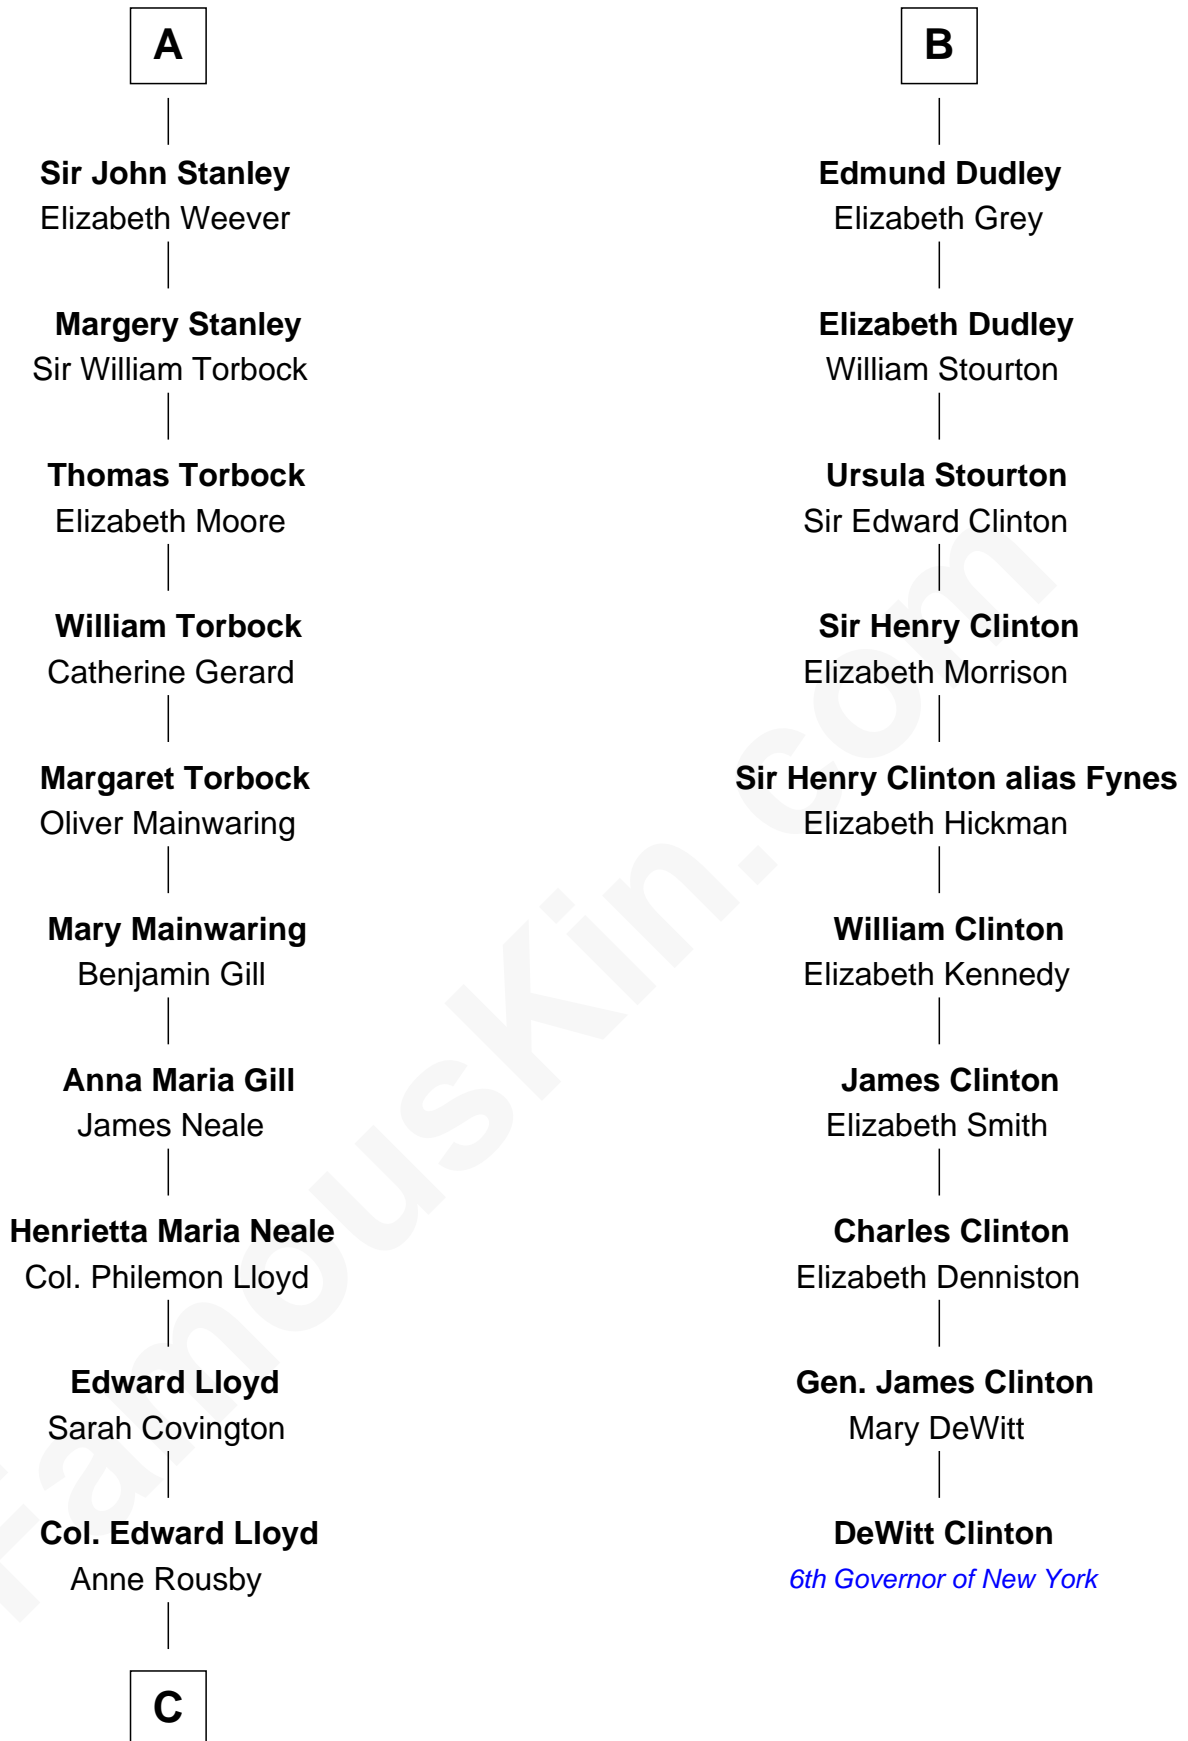 A
Sir John Stanley
Elizabeth Weever
Margery Stanley
Sir William Torbock
Thomas Torbock
Elizabeth Moore
William Torbock
Catherine Gerard
Margaret Torbock
Oliver Mainwaring
Mary Mainwaring
Benjamin Gill
Anna Maria Gill
James Neale
Henrietta Maria Neale
Col. Philemon Lloyd
Edward Lloyd
Sarah Covington
Col. Edward Lloyd
Anne Rousby
C
B
Edmund Dudley
Elizabeth Grey
Elizabeth Dudley
William Stourton
Ursula Stourton
Sir Edward Clinton
Sir Henry Clinton
Elizabeth Morrison
Sir Henry Clinton alias Fynes
Elizabeth Hickman
William Clinton
Elizabeth Kennedy
James Clinton
Elizabeth Smith
Charles Clinton
Elizabeth Denniston
Gen. James Clinton
Mary DeWitt
DeWitt Clinton
6th Governor of New York
FamousKin.com